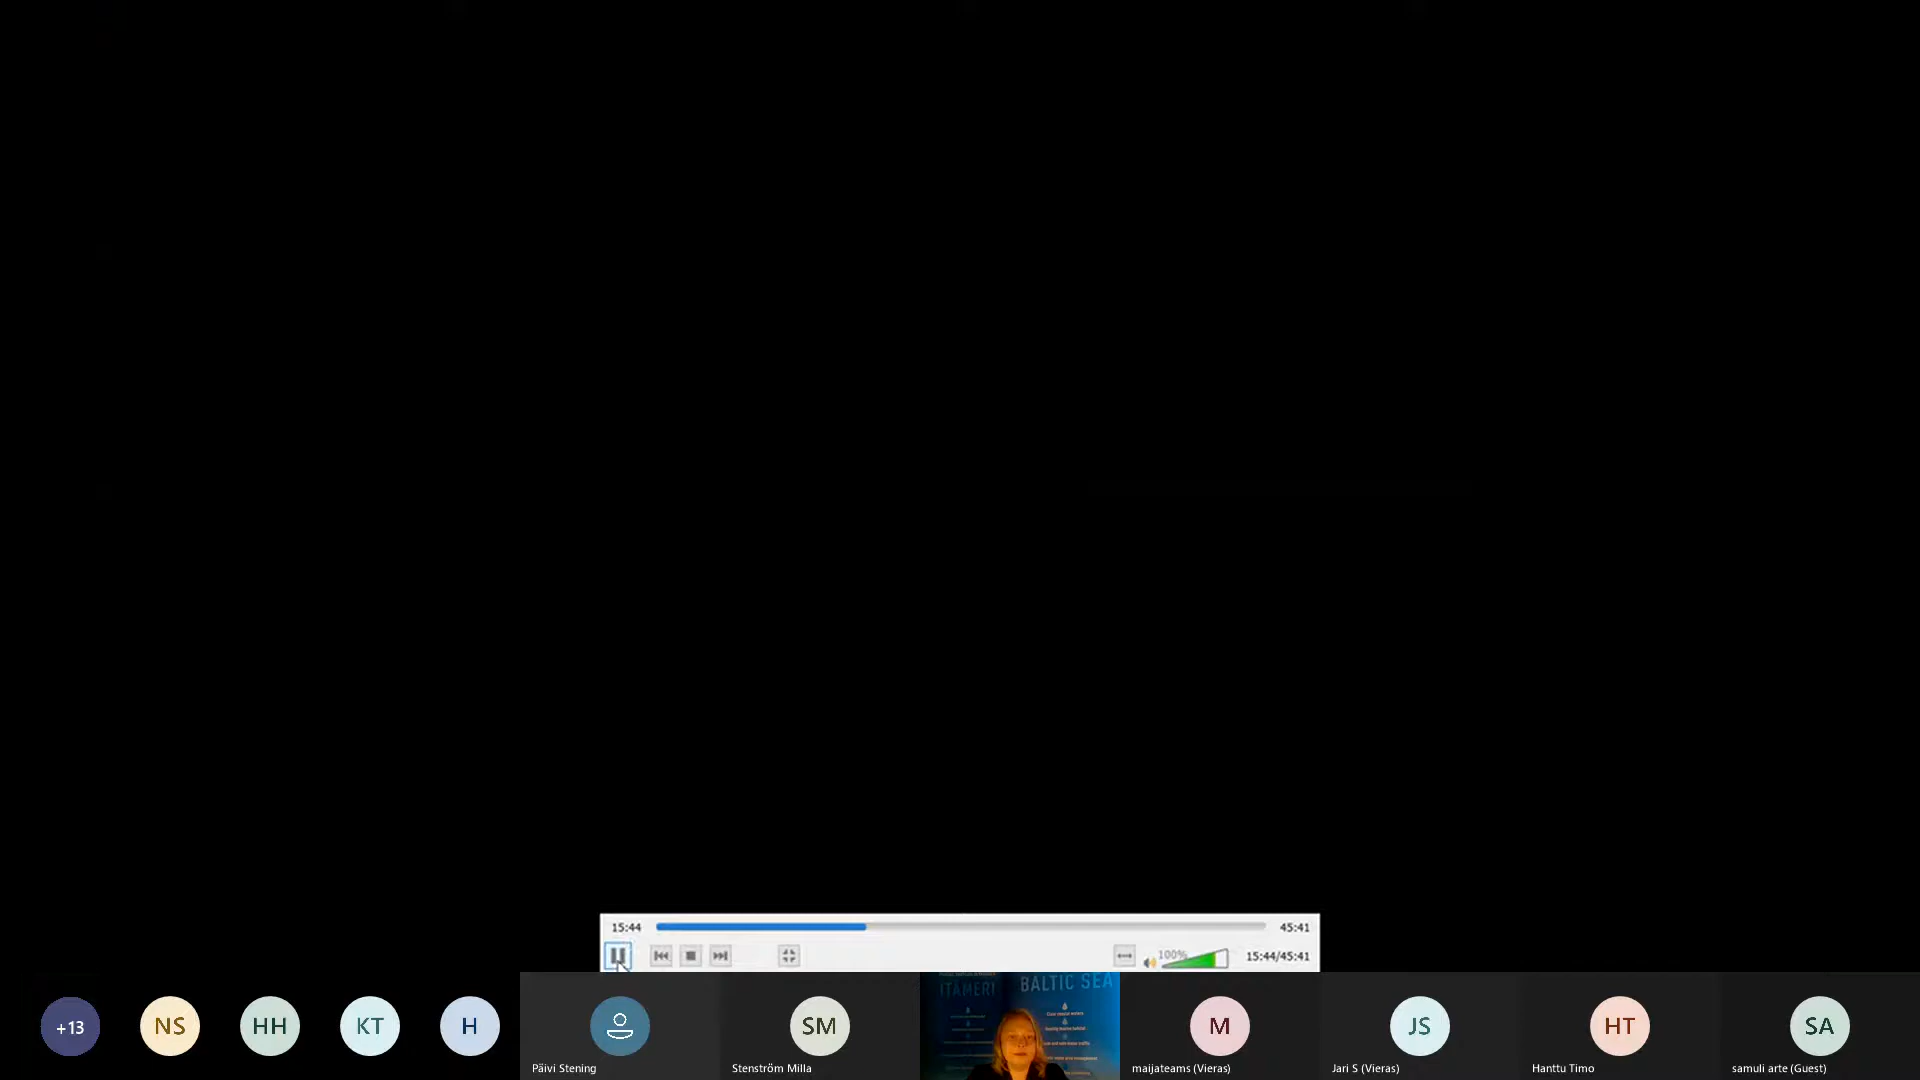 15:44
45:41
100%
15:44/45:41
ITÄMERI
BALTIC SEA
+13
NS
HH
KT
H
SM
M
JS
HT
SA
Päivi Stening
Stenström Milla
maijateams (Vieras)
Jari S (Vieras)
Hanttu Timo
samuli arte (Guest)